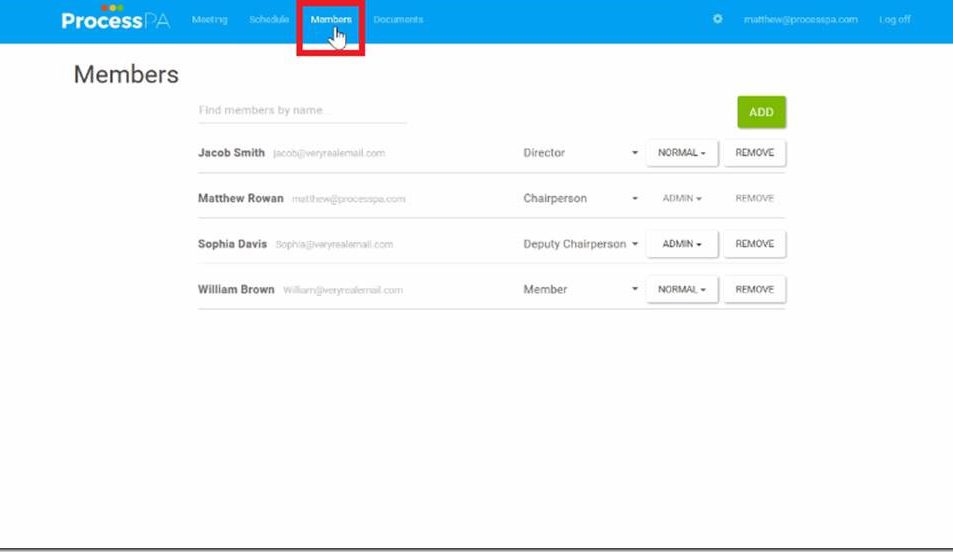 ProcessPA Meeting Schedule Members Documents matthew@processpa.com Log off
Members
Find members by name...
ADD
Jacob Smith jacob@veryrealemail.com Director NORMAL REMOVE
Matthew Rowan matthew@processpa.com Chairperson ADMIN REMOVE
Sophia Davis Sophia@veryrealemail.com Deputy Chairperson ADMIN REMOVE
William Brown William@veryrealemail.com Member NORMAL REMOVE